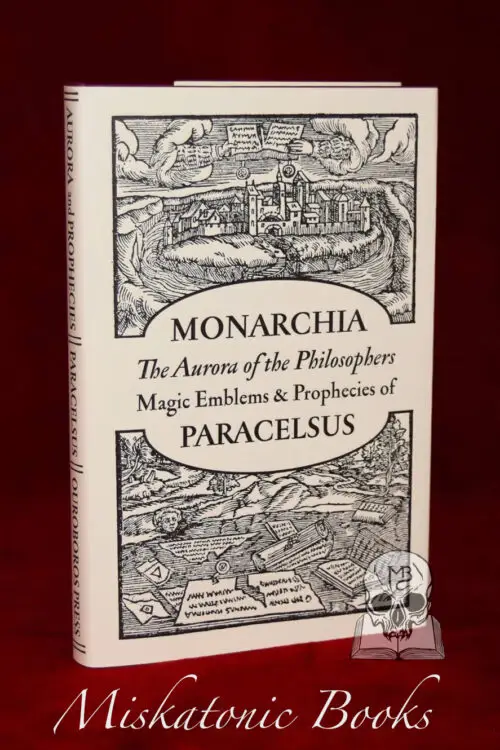 MONARCHIA
The Aurora of the Philosophers
Magic Emblems & Prophecies of
PARACELSUS
AURORA and PROPHECIES || PARACELSUS || OUROBOROS PRESS
MB
Miskatonic Books